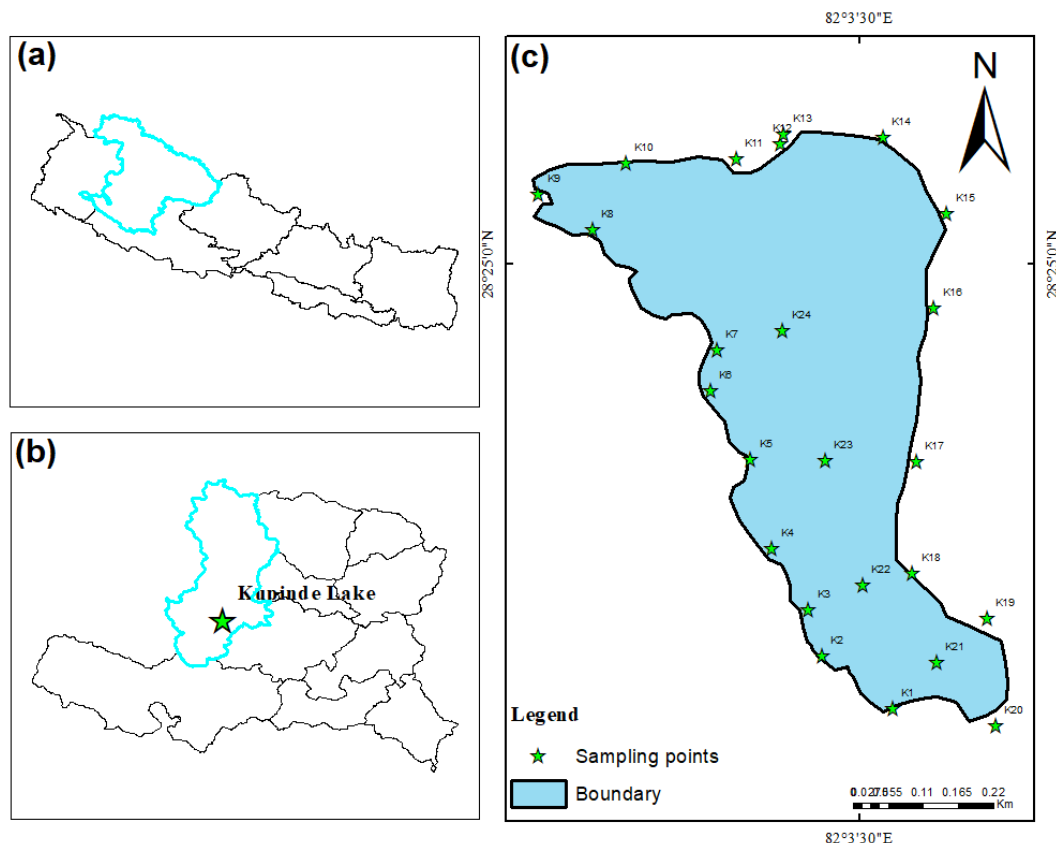 (a)
(b)
Kupinde Lake
(c)
82°3'30"E
28°25'0"N
28°25'0"N
82°3'30"E
N
K13
K12
K14
K11
K10
K9
K15
K8
K16
K24
K7
K6
K5
K23
K17
K4
K18
K22
K3
K19
K2
K21
K1
K20
Legend
Sampling points
Boundary
0.11 0.165 0.22
Km